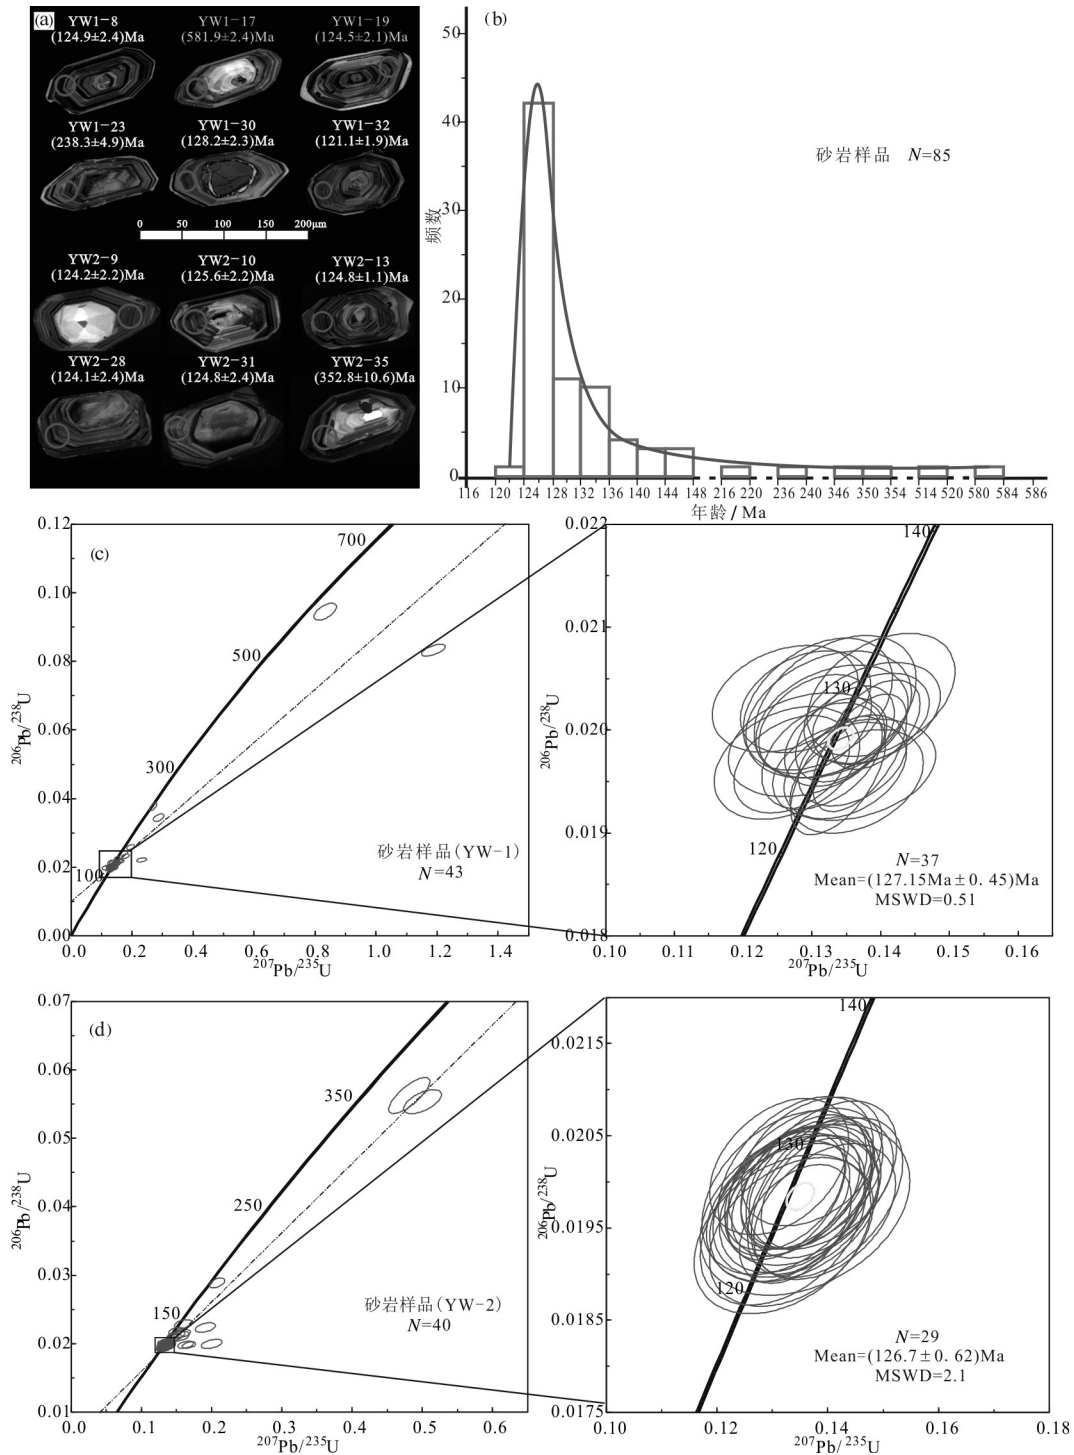 (a)
YW1-8 YW1-17 YW1-19
(124.9±2.4)Ma (581.9±2.4)Ma (124.5±2.1)Ma
YW1-23 YW1-30 YW1-32
(238.3±4.9)Ma (128.2±2.3)Ma (121.1±1.9)Ma
0 50 100 150 200μm
YW2-9 YW2-10 YW2-13
(124.2±2.2)Ma (125.6±2.2)Ma (124.8±1.1)Ma
YW2-28 YW2-31 YW2-35
(124.1±2.4)Ma (124.8±2.4)Ma (352.8±10.6)Ma
(b)
50
40
30
20
10
0
频数
砂岩样品 N=85
116 120 124 128 132 136 140 144 148 216 220 236 240 346 350 354 514 520 580 584 586
年龄/Ma
(c)
0.12
0.10
0.08
0.06
0.04
0.02
0.00
²⁰⁶Pb/²³⁸U
700
500
300
100
砂岩样品(YW-1)
N=43
0.0 0.2 0.4 0.6 0.8 1.0 1.2
²⁰⁷Pb/²³⁵U
0.022
0.021
0.020
0.019
0.018
²⁰⁶Pb/²³⁸U
140
130
120
N=37
Mean=(127.15Ma±0.45)Ma
MSWD=0.51
0.10 0.11 0.12 0.13 0.14 0.15 0.16
²⁰⁷Pb/²³⁵U
(d)
0.07
0.06
0.05
0.04
0.03
0.02
0.01
²⁰⁶Pb/²³⁸U
350
250
150
砂岩样品(YW-2)
N=40
0.0 0.1 0.2 0.3 0.4 0.5 0.6
²⁰⁷Pb/²³⁵U
0.0215
0.0205
0.0195
0.0185
0.0175
²⁰⁶Pb/²³⁸U
140
130
120
N=29
Mean=(126.7±0.62)Ma
MSWD=2.1
0.10 0.12 0.14 0.16 0.18
²⁰⁷Pb/²³⁵U